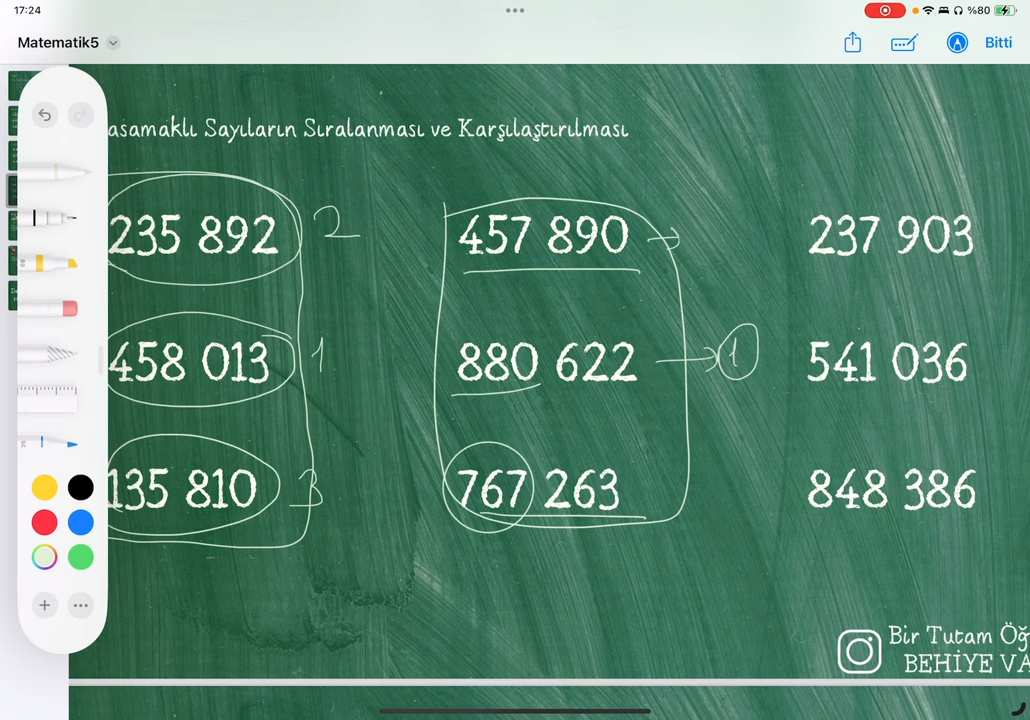 17:24
%80
Matematik5
Bitti
asamaklı Sayıların Sıralanması ve Karşılaştırılması
235 892 2
457 890
237 903
458 013 1
880 622 1
541 036
135 810 3
767 263
848 386
Bir Tutam Öğ
BEHİYE VA